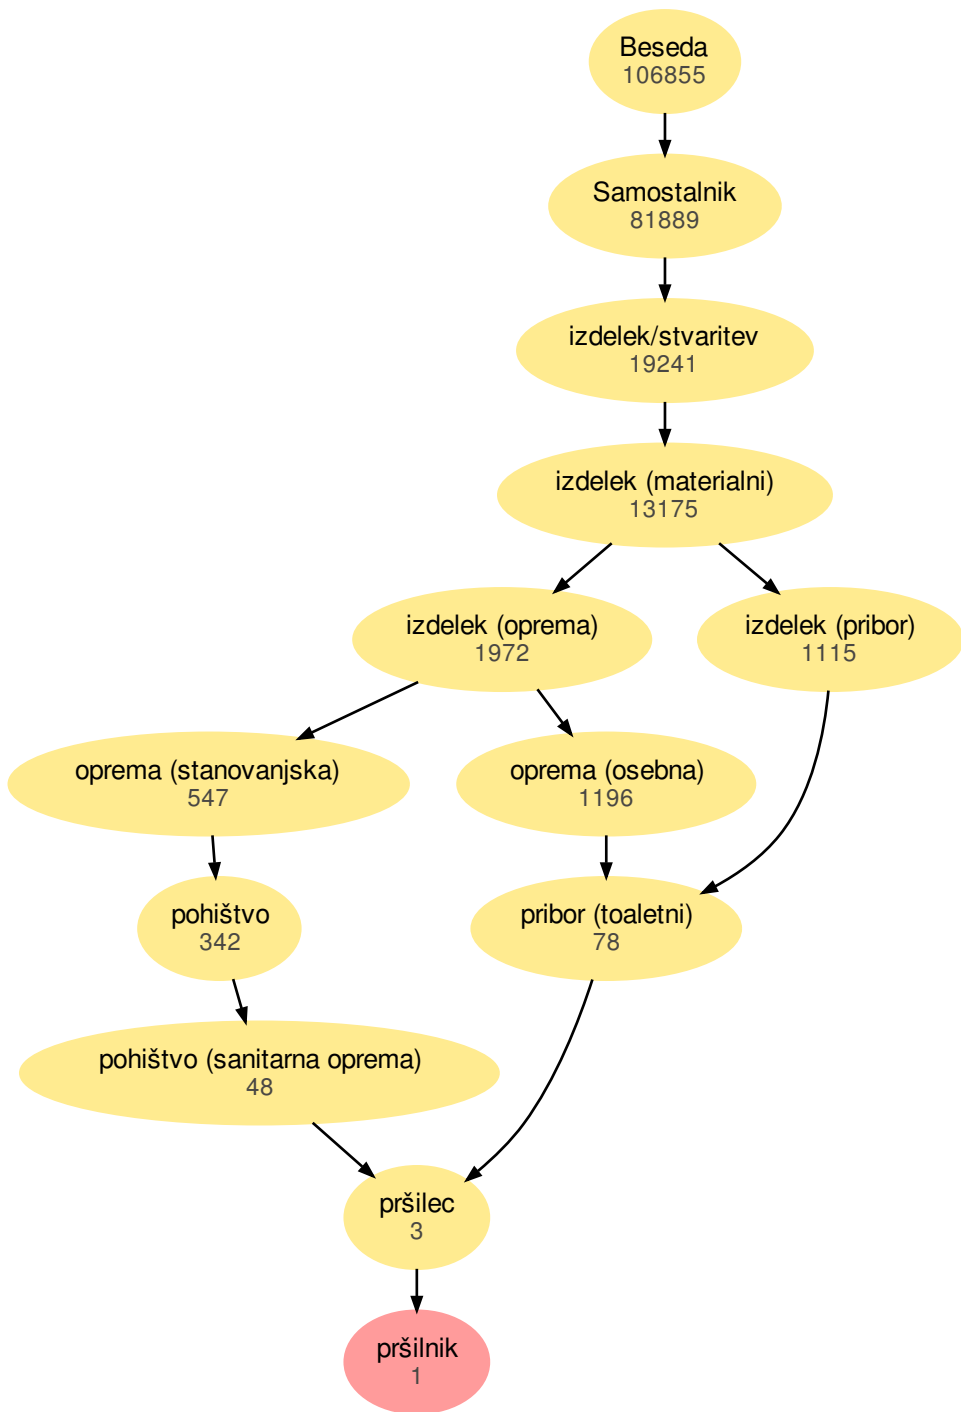 Beseda
106855
Samostalnik
81889
izdelek/stvaritev
19241
izdelek (materialni)
13175
izdelek (oprema)
1972
izdelek (pribor)
1115
oprema (stanovanjska)
547
oprema (osebna)
1196
pohištvo
342
pribor (toaletni)
78
pohištvo (sanitarna oprema)
48
pršilec
3
pršilnik
1